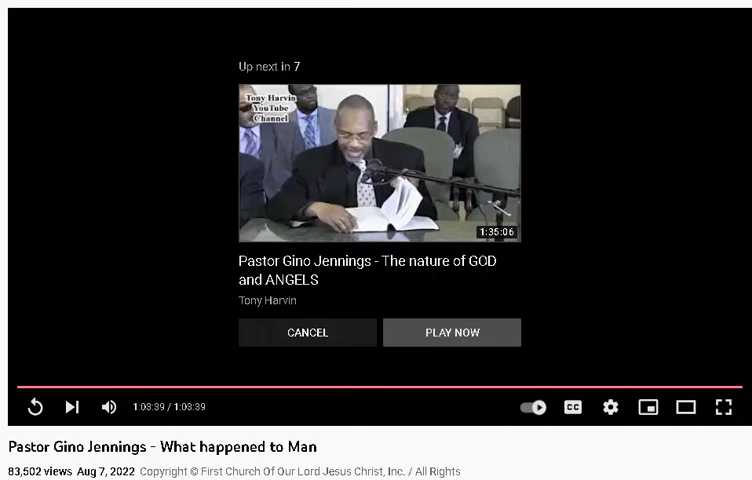 Up next in 7
Tony Harvin
YouTube
Channel
1:35:06
Pastor Gino Jennings - The nature of GOD
and ANGELS
Tony Harvin
CANCEL
PLAY NOW
1:03:39 / 1:03:39
CC
Pastor Gino Jennings - What happened to Man
83,502 views Aug 7, 2022 Copyright © First Church Of Our Lord Jesus Christ, Inc. / All Rights